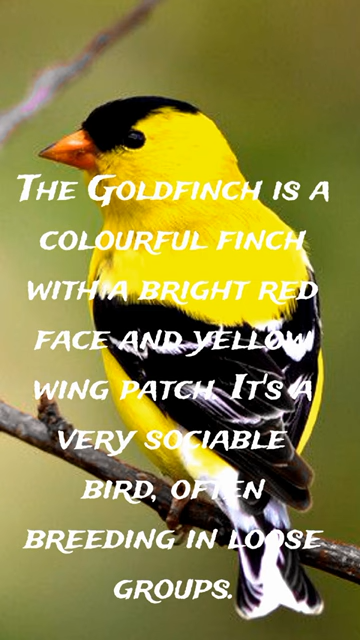 The Goldfinch is a
colourful finch
with a bright red
face and yellow
wing patch. It's a
very sociable
bird, often
breeding in loose
groups.